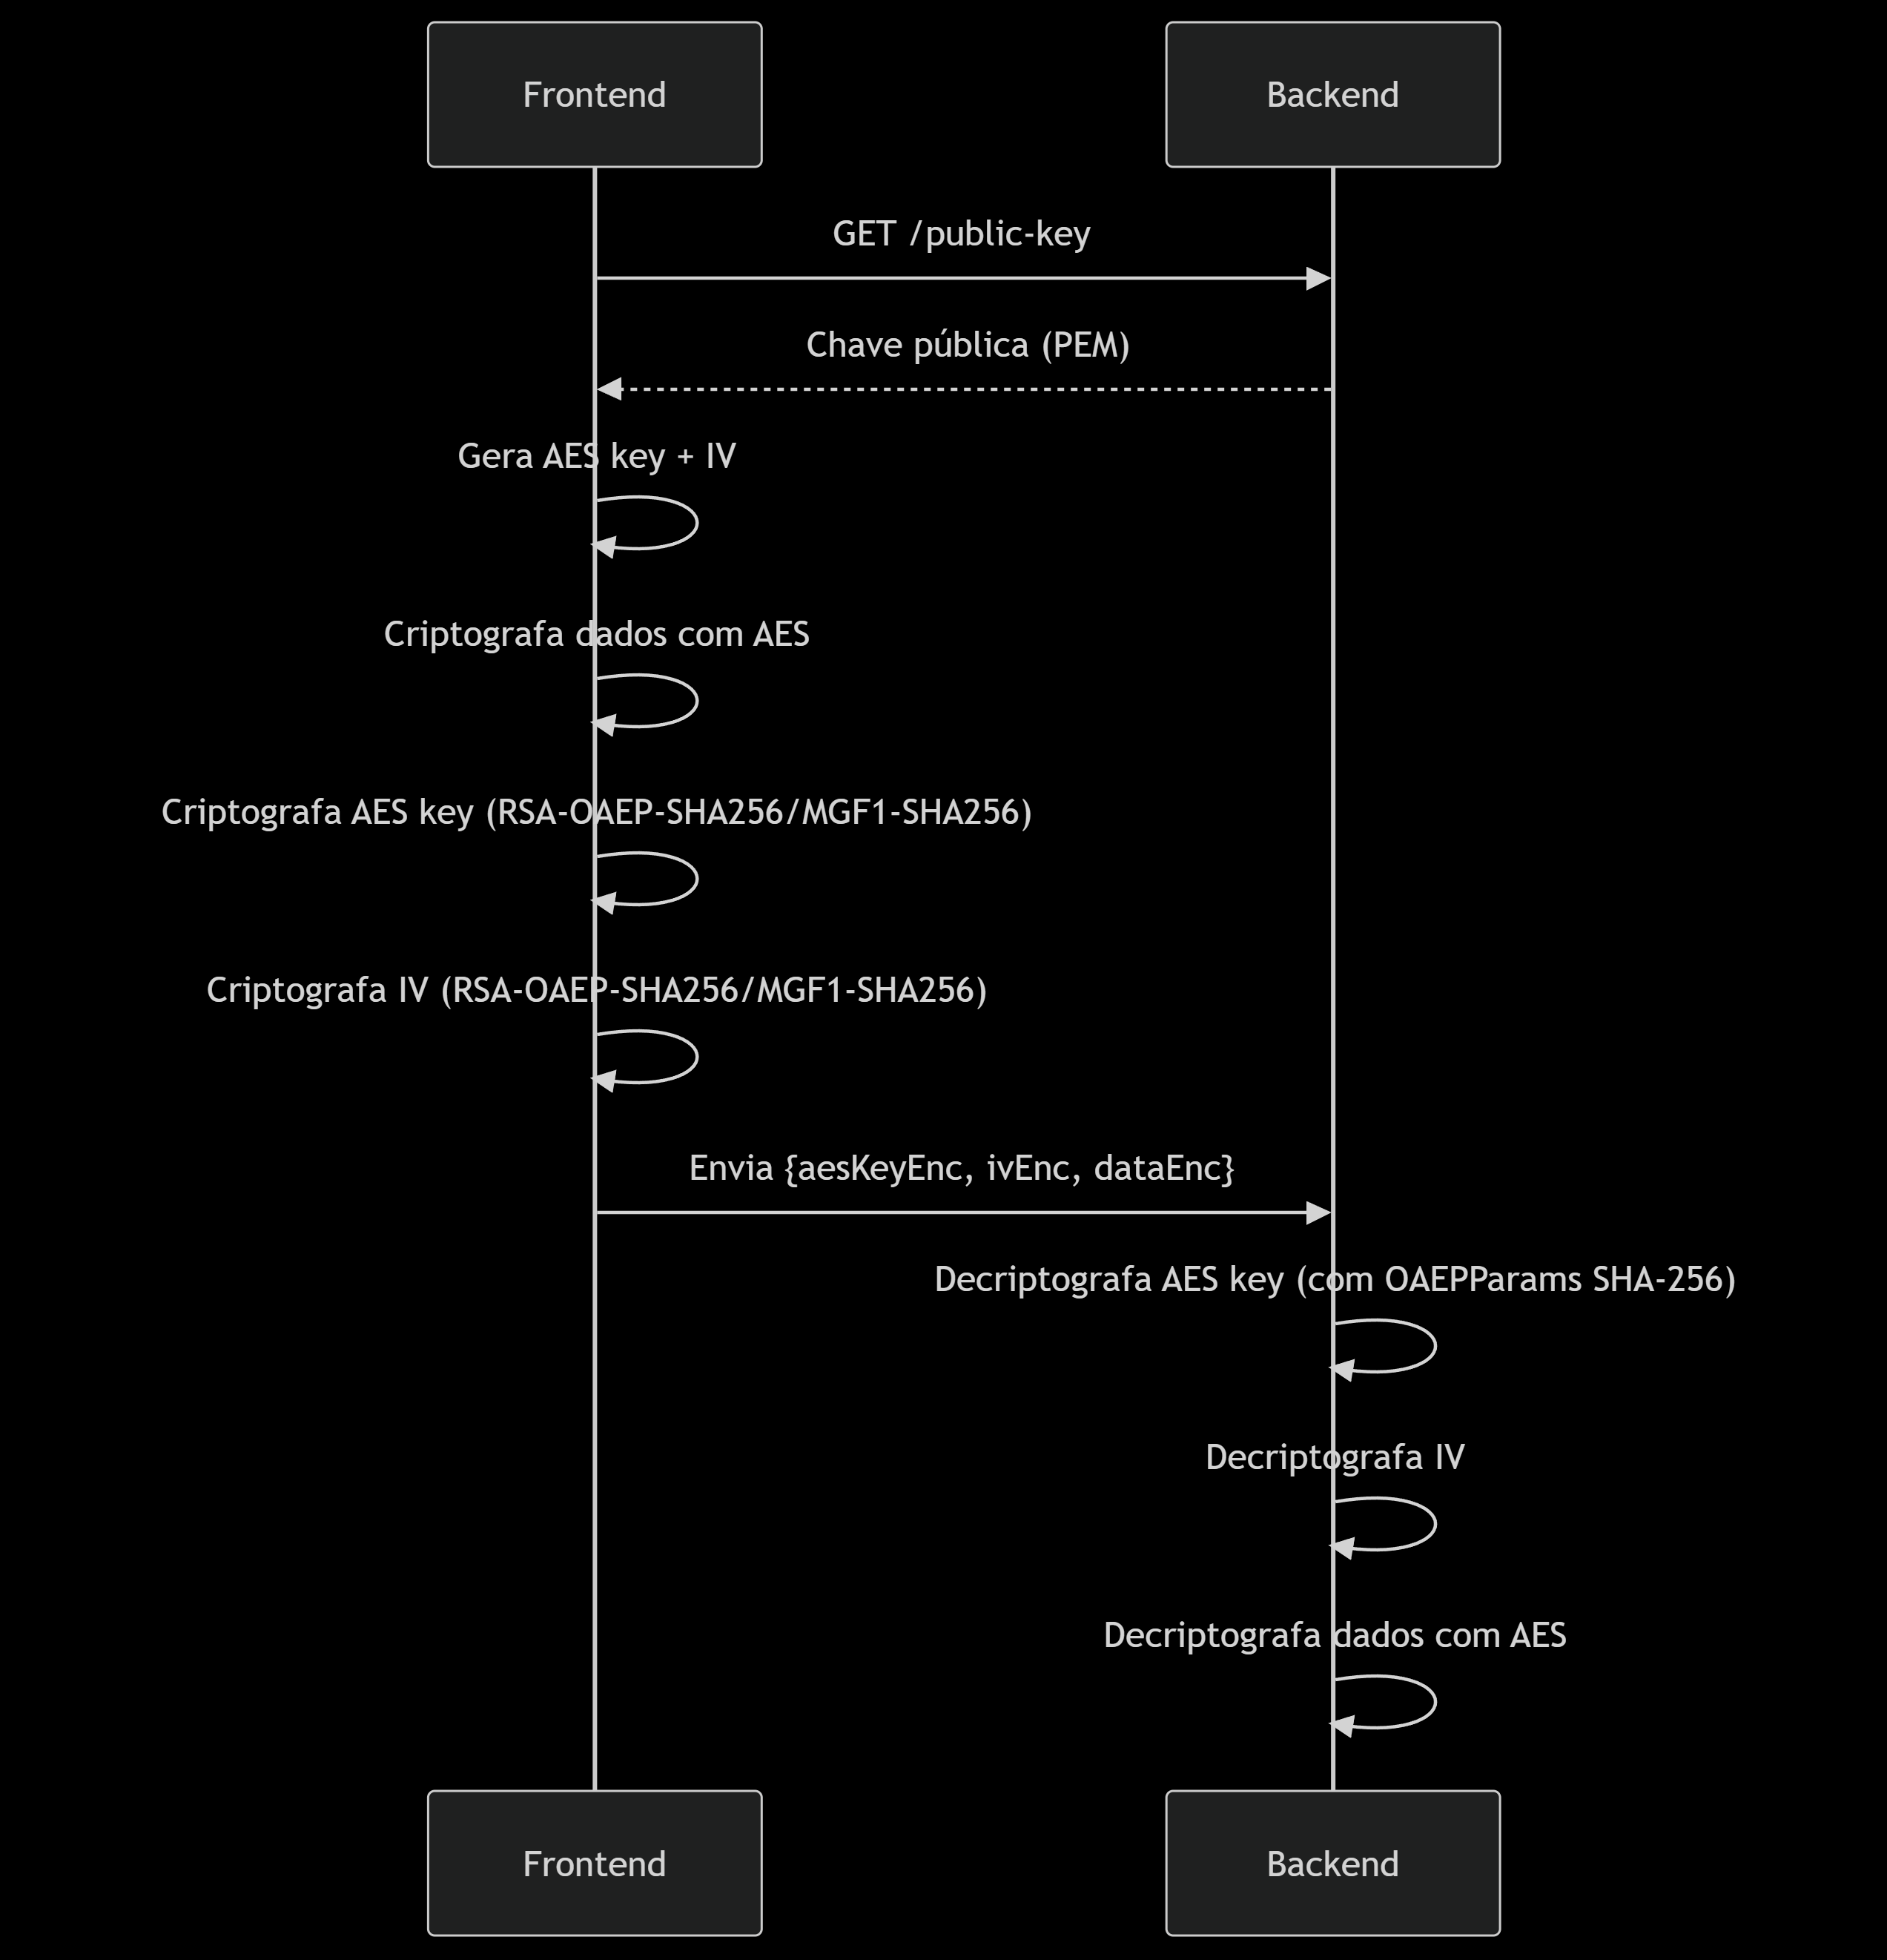 Frontend
Backend
GET /public-key
Chave pública (PEM)
Gera AES key + IV
Criptografa dados com AES
Criptografa AES key (RSA-OAEP-SHA256/MGF1-SHA256)
Criptografa IV (RSA-OAEP-SHA256/MGF1-SHA256)
Envia {aesKeyEnc, ivEnc, dataEnc}
Decriptografa AES key (com OAEPParams SHA-256)
Decriptografa IV
Decriptografa dados com AES
Frontend
Backend